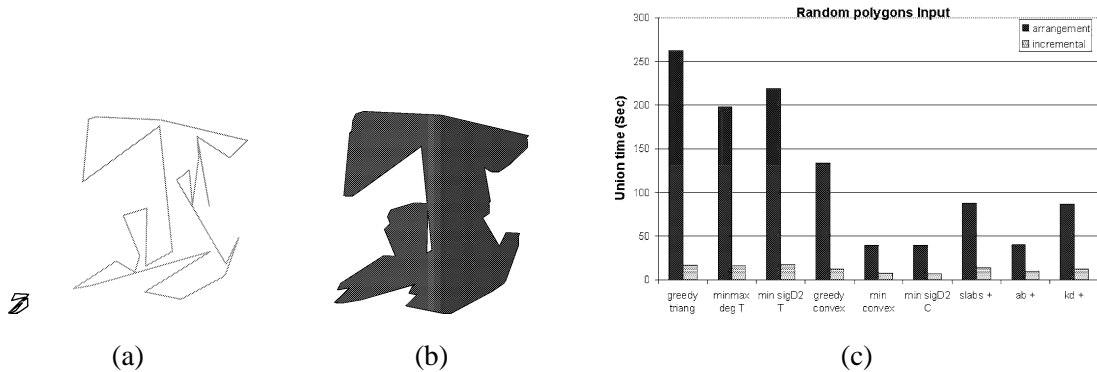 Random polygons Input
arrangement
incremental
Union time (Sec)
300
250
200
150
100
50
0
greedy triang
minmax deg T
min sigD2 T
greedy convex
min convex
min sigD2 C
slabs +
ab +
kd +
(a)
(b)
(c)